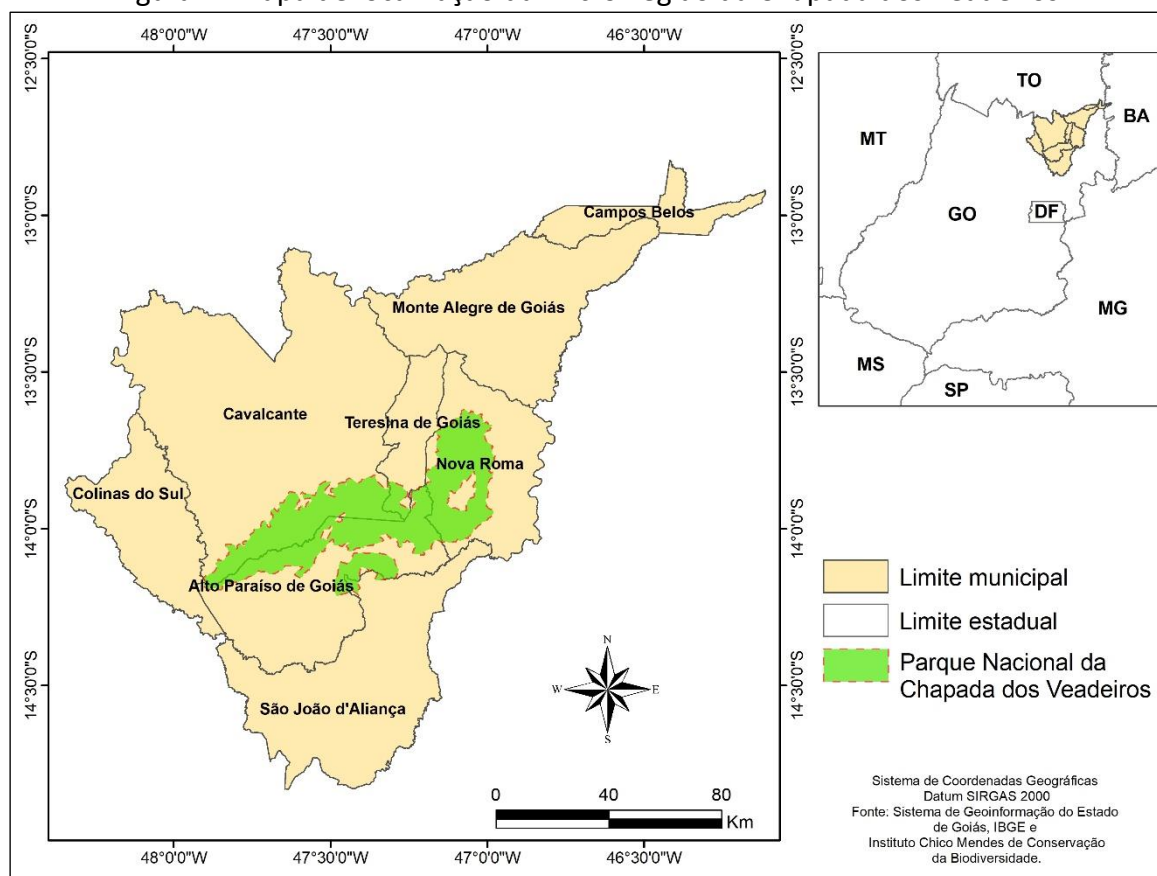 48°0'0"W 47°30'0"W 47°0'0"W 46°30'0"W
12°30'0"S
13°0'0"S
13°30'0"S
14°0'0"S
14°30'0"S
Campos Belos
Monte Alegre de Goiás
Cavalcante
Teresina de Goiás
Nova Roma
Colinas do Sul
Alto Paraíso de Goiás
São João d'Aliança
N
W E
S
0 40 80
Km
12°30'0"S
13°0'0"S
13°30'0"S
14°0'0"S
14°30'0"S
48°0'0"W 47°30'0"W 47°0'0"W 46°30'0"W
TO
BA
MT
GO
DF
MG
MS
SP
Limite municipal
Limite estadual
Parque Nacional da
Chapada dos Veadeiros
Sistema de Coordenadas Geográficas
Datum SIRGAS 2000
Fonte: Sistema de Geoinformação do Estado
de Goiás, IBGE e
Instituto Chico Mendes de Conservação
da Biodiversidade.